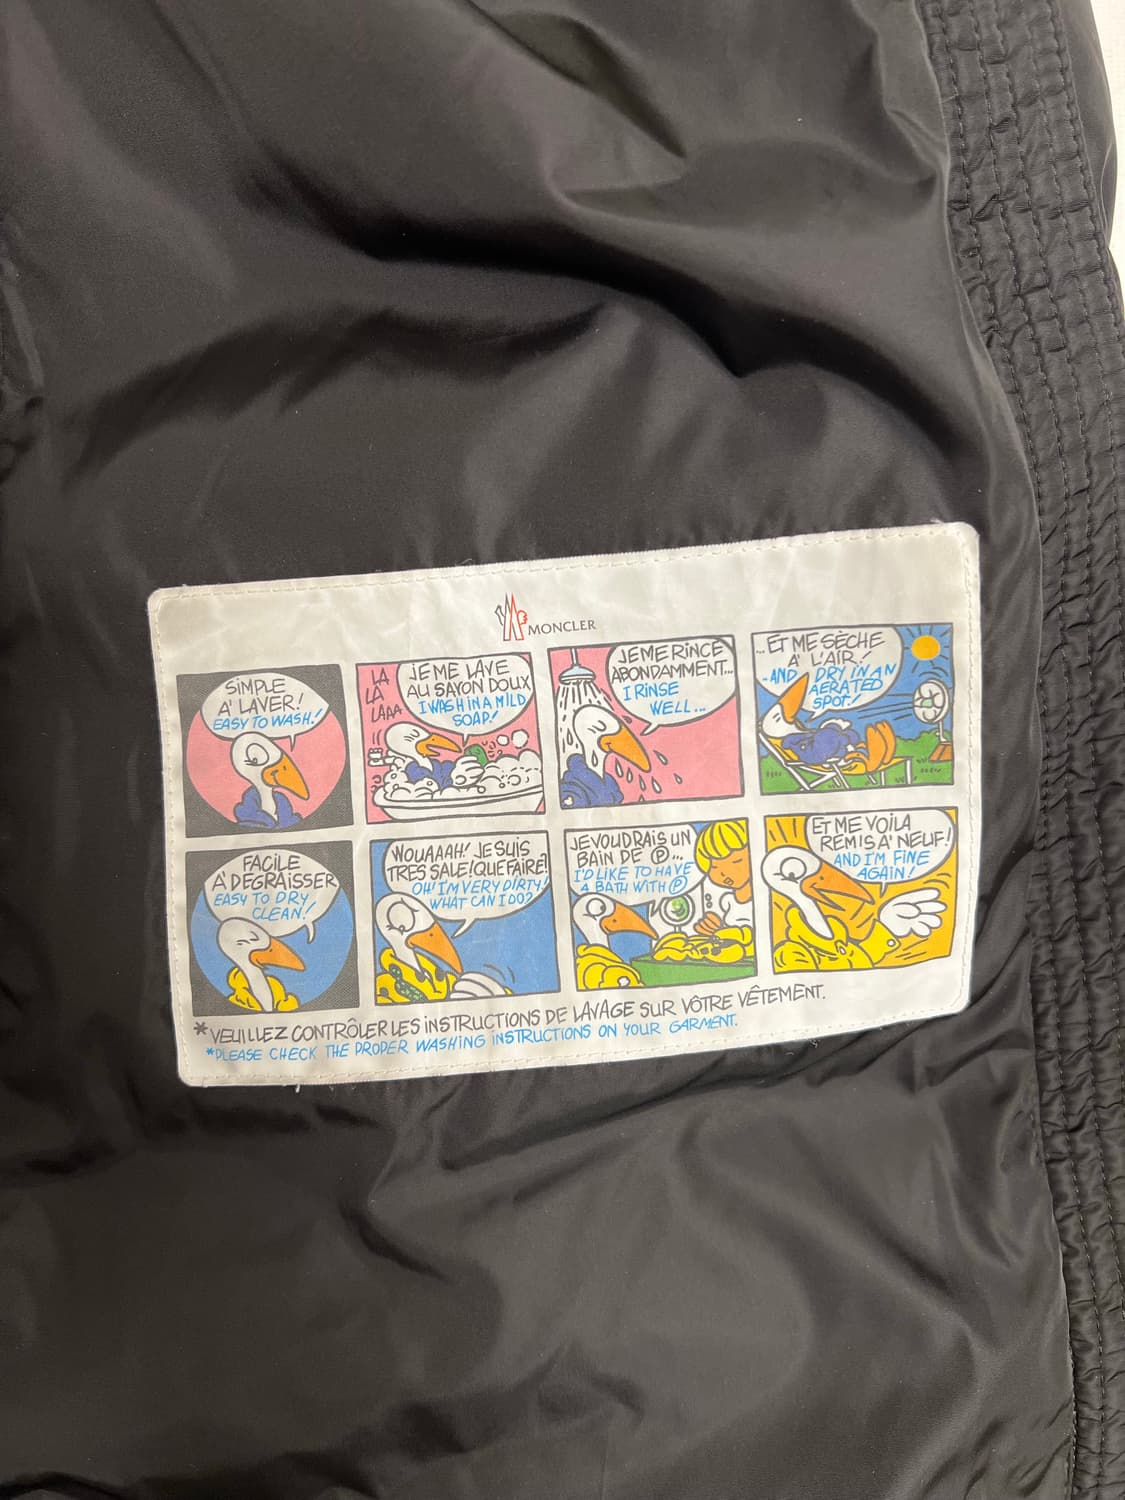 MONCLER
SIMPLE
A' LAVER!
EASY TO WASH!
LA
LA
LAAA
JE ME LAVE
AU SAVON DOUX
I WASH IN A MILD
SOAP!
JE ME RINCE
ABONDAMMENT...
I RINSE
WELL...
...ET ME SÈCHE
A' L'AIR!
..AND DRY IN AN
AERATED
SPOT!
FACILE
A' DEGRAISSER
EASY TO DRY
CLEAN!
WOUAAAH! JE SUIS
TRES SALE! QUE FAIRE!
OH! I'M VERY DIRTY!
WHAT CAN I DO?
JE VOUDRAIS UN
BAIN DE Ⓟ...
I'D LIKE TO HAVE
A BATH WITH Ⓟ
ET ME VOILA
REMIS A' NEUF!
AND I'M FINE
AGAIN!
*VEUILLEZ CONTRÔLER LES INSTRUCTIONS DE LAVAGE SUR VÔTRE VÊTEMENT.
*PLEASE CHECK THE PROPER WASHING INSTRUCTIONS ON YOUR GARMENT.